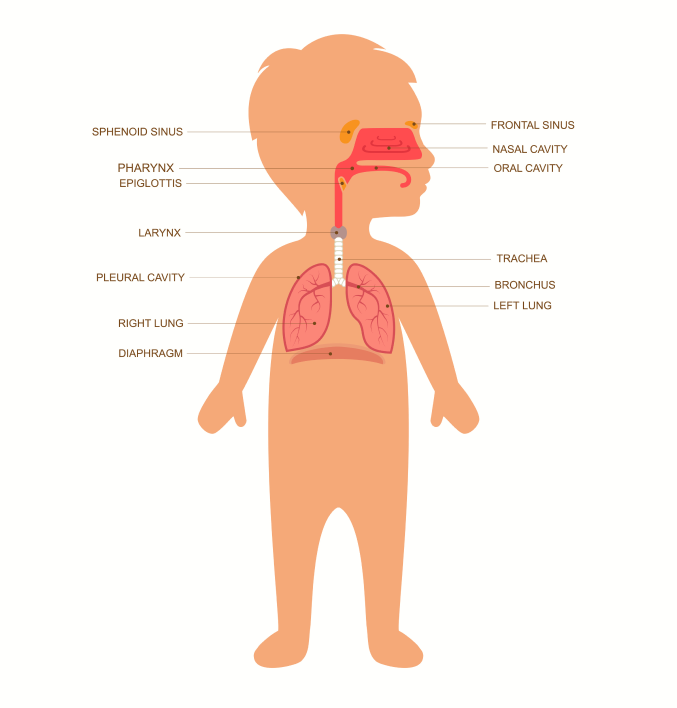 SPHENOID SINUS
PHARYNX
EPIGLOTTIS
LARYNX
PLEURAL CAVITY
RIGHT LUNG
DIAPHRAGM
FRONTAL SINUS
NASAL CAVITY
ORAL CAVITY
TRACHEA
BRONCHUS
LEFT LUNG